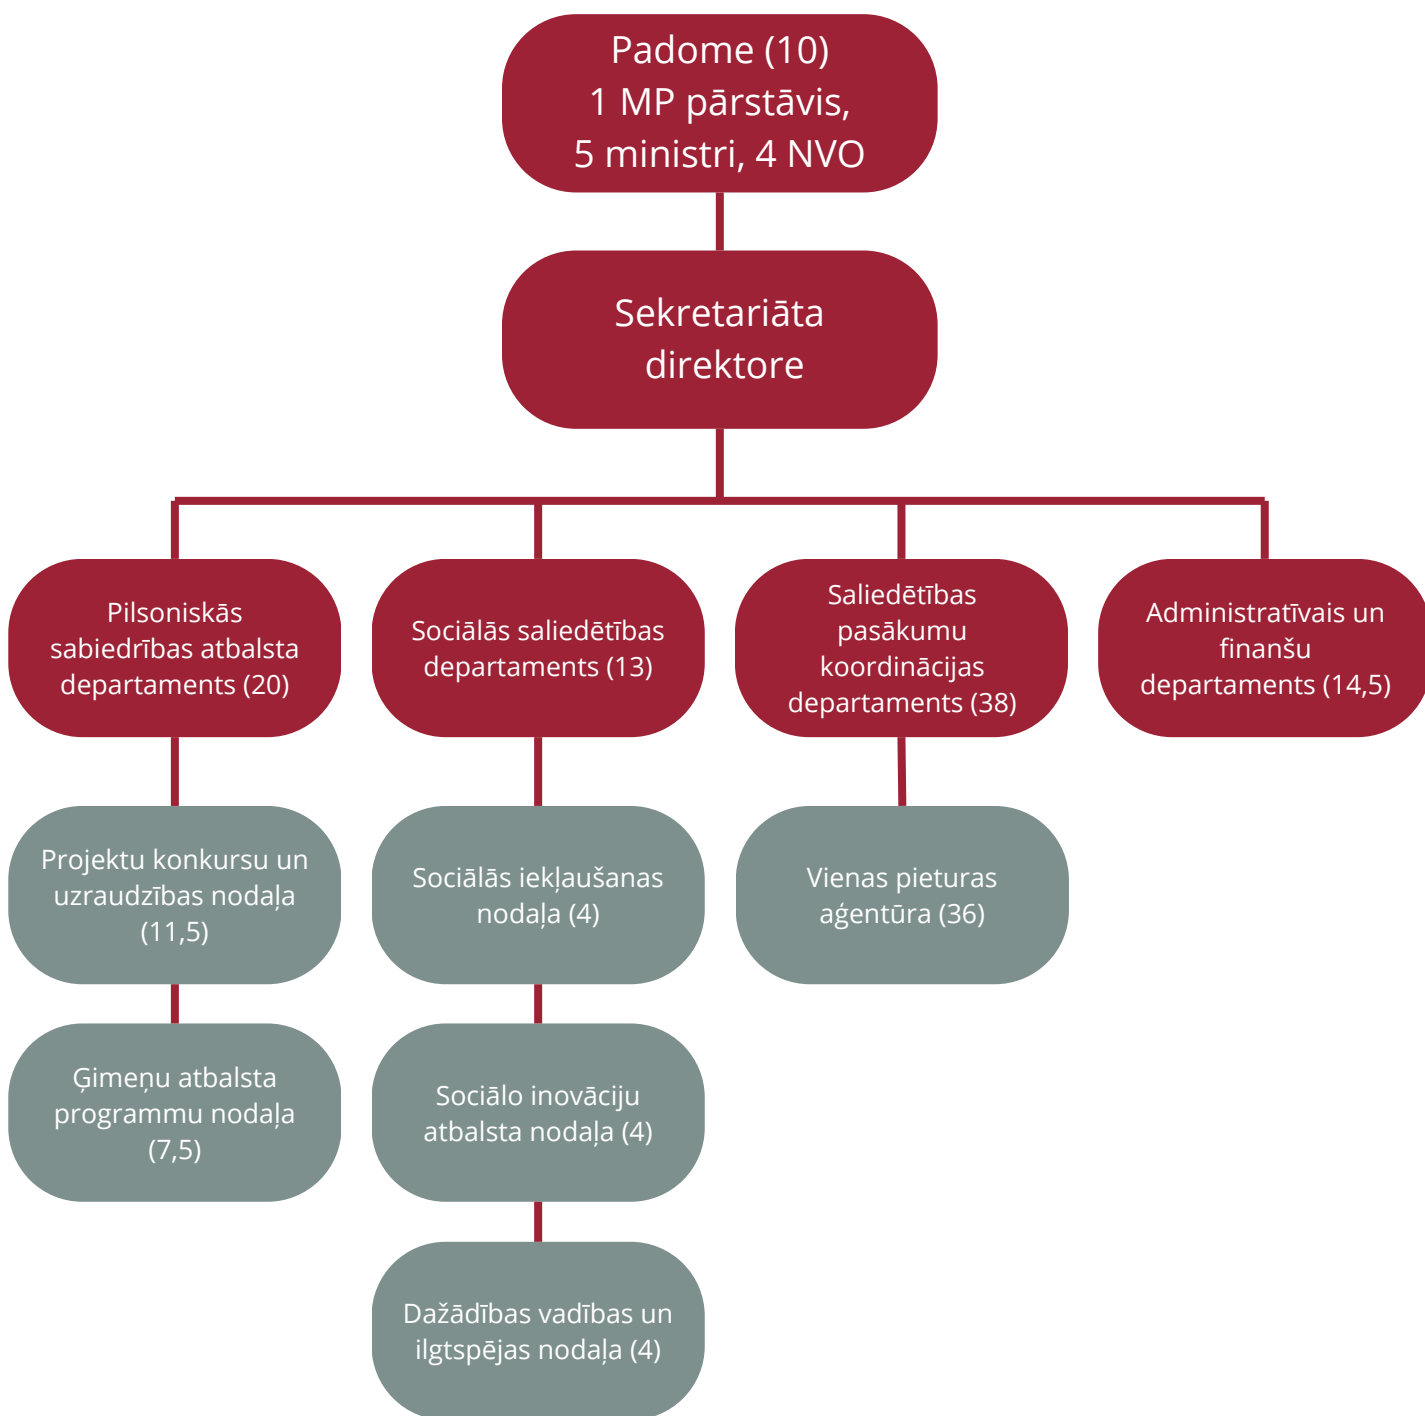 Padome (10)
1 MP pārstāvis,
5 ministri, 4 NVO
Sekretariāta
direktore
Pilsoniskās
sabiedrības atbalsta
departaments (20)
Sociālās saliedētības
departaments (13)
Saliedētības
pasākumu
koordinācijas
departaments (38)
Administratīvais un
finanšu
departaments (14,5)
Projektu konkursu un
uzraudzības nodaļa
(11,5)
Sociālās iekļaušanas
nodaļa (4)
Vienas pieturas
aģentūra (36)
Ģimeņu atbalsta
programmu nodaļa
(7,5)
Sociālo inovāciju
atbalsta nodaļa (4)
Dažādības vadības un
ilgtspējas nodaļa (4)